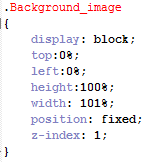 .Background_image
{
display: block;
top:0%;
left:0%;
height:100%;
width: 101%;
position: fixed;
z-index: 1;
}